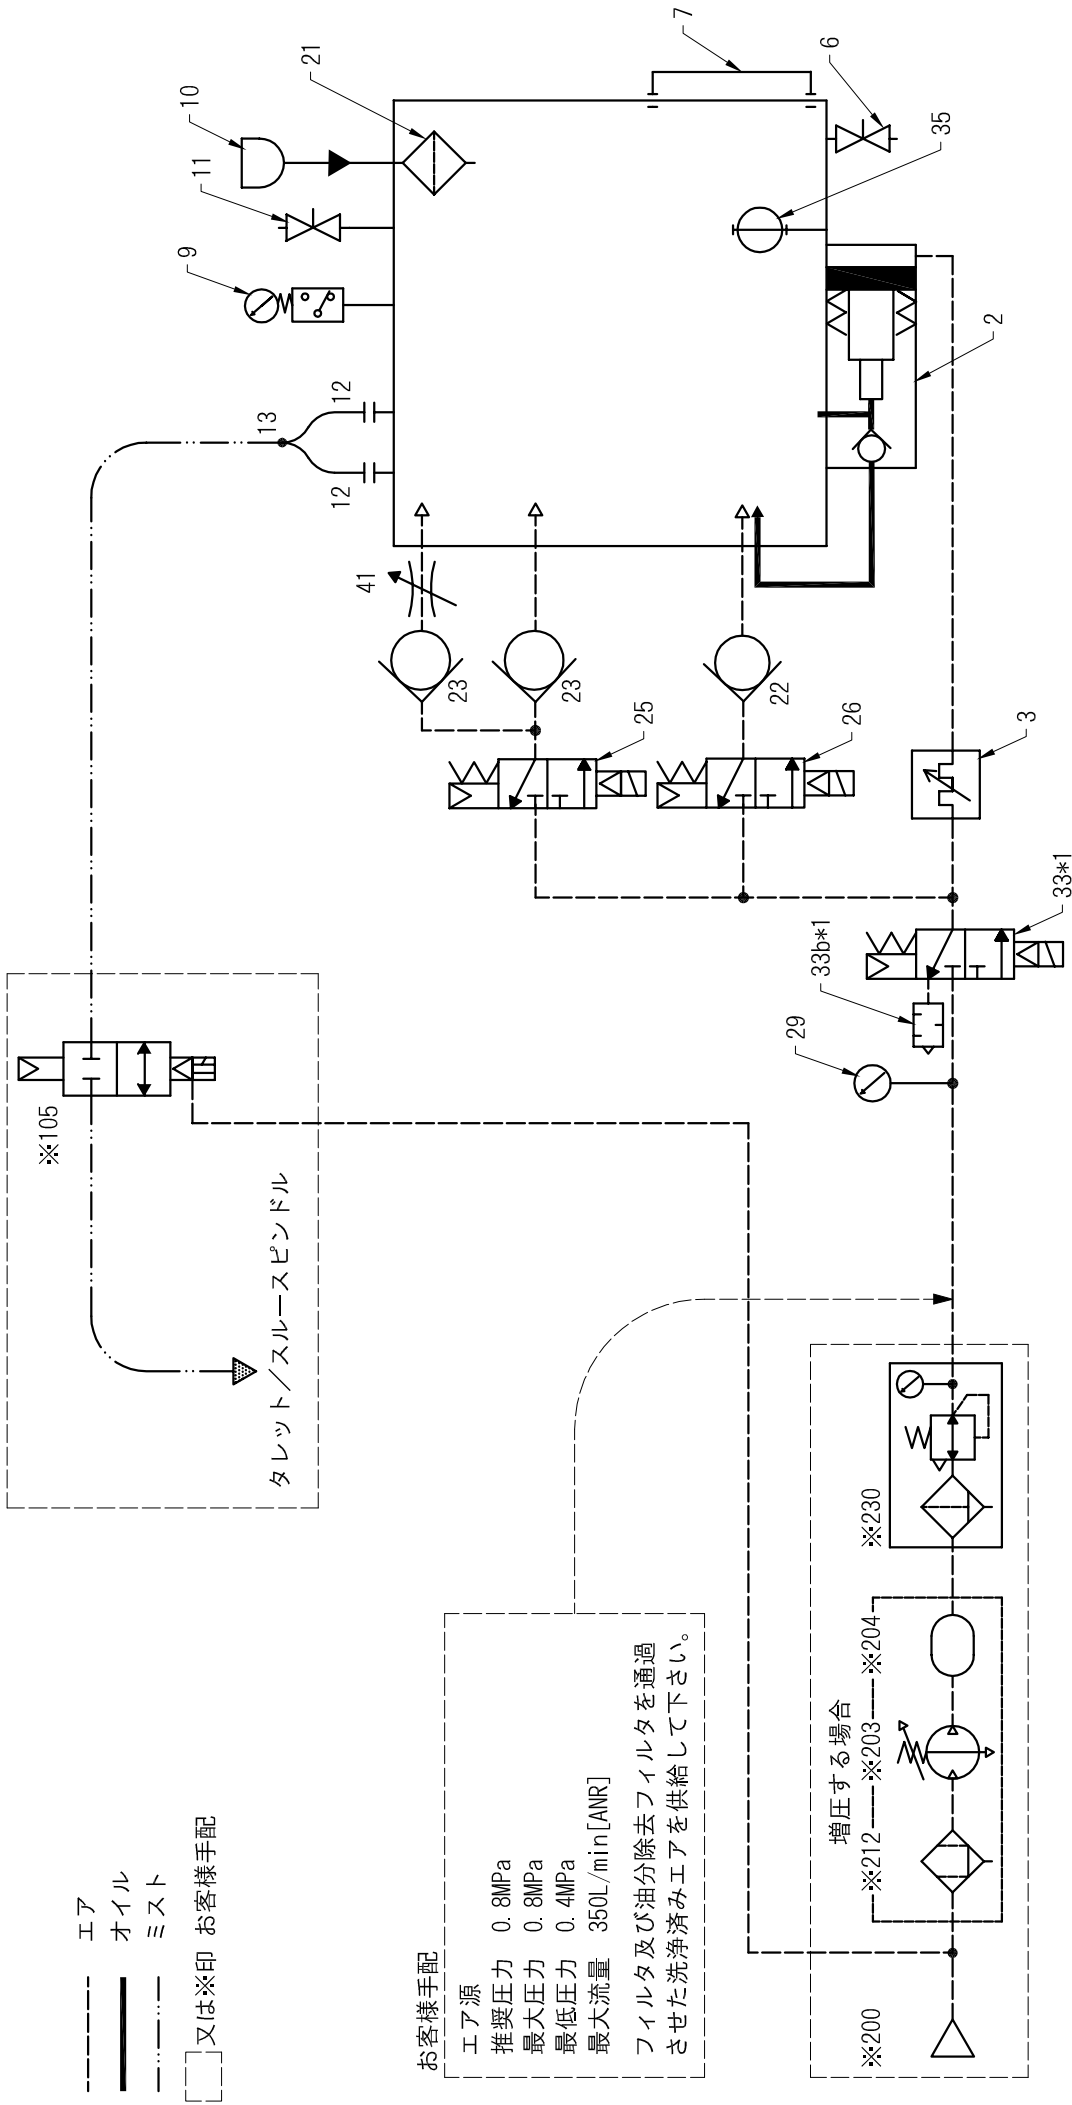 エア
オイル
ミスト
又は※印 お客様手配
お客様手配
エア源
推奨圧力 0.8MPa
最大圧力 0.8MPa
最低圧力 0.4MPa
最大流量 350L/min[ANR]
フィルタ及び油分除去フィルタを通過
させた洗浄済みエアを供給して下さい。
※200
増圧する場合
※212
※203
※204
※230
タレット/スルースピンドル
※105
29
33b*1
33*1
3
25
26
23
23
22
41
12
12
13
9
11
10
21
2
35
6
7